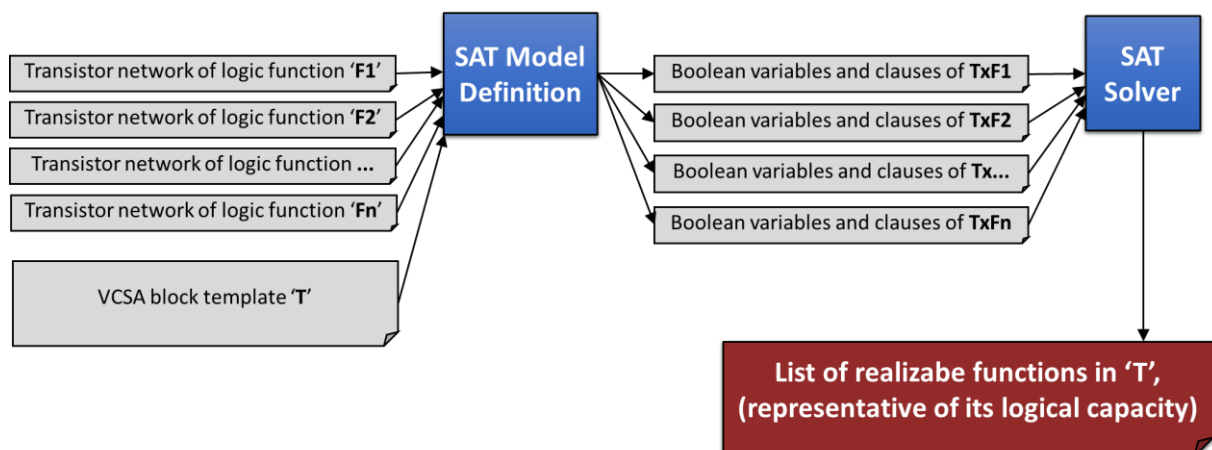 Transistor network of logic function ‘F1’
Transistor network of logic function ‘F2’
Transistor network of logic function ...
Transistor network of logic function ‘Fn’
VCSA block template ‘T’
SAT Model
Definition
Boolean variables and clauses of TxF1
Boolean variables and clauses of TxF2
Boolean variables and clauses of Tx...
Boolean variables and clauses of TxFn
SAT
Solver
List of realizabe functions in ‘T’,
(representative of its logical capacity)